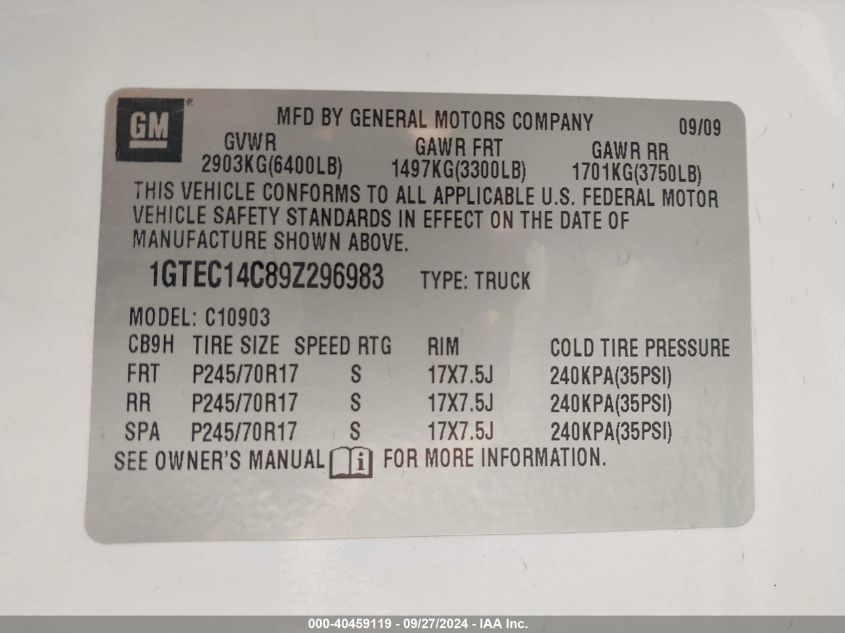 GM ®
MFD BY GENERAL MOTORS COMPANY 09/09
GVWR GAWR FRT GAWR RR
2903KG(6400LB) 1497KG(3300LB) 1701KG(3750LB)
THIS VEHICLE CONFORMS TO ALL APPLICABLE U.S. FEDERAL MOTOR
VEHICLE SAFETY STANDARDS IN EFFECT ON THE DATE OF
MANUFACTURE SHOWN ABOVE.
1GTEC14C89Z296983 TYPE: TRUCK
MODEL: C10903
CB9H TIRE SIZE SPEED RTG RIM COLD TIRE PRESSURE
FRT P245/70R17 S 17X7.5J 240KPA(35PSI)
RR P245/70R17 S 17X7.5J 240KPA(35PSI)
SPA P245/70R17 S 17X7.5J 240KPA(35PSI)
SEE OWNER'S MANUAL i FOR MORE INFORMATION.
000-40459119 - 09/27/2024 - IAA Inc.